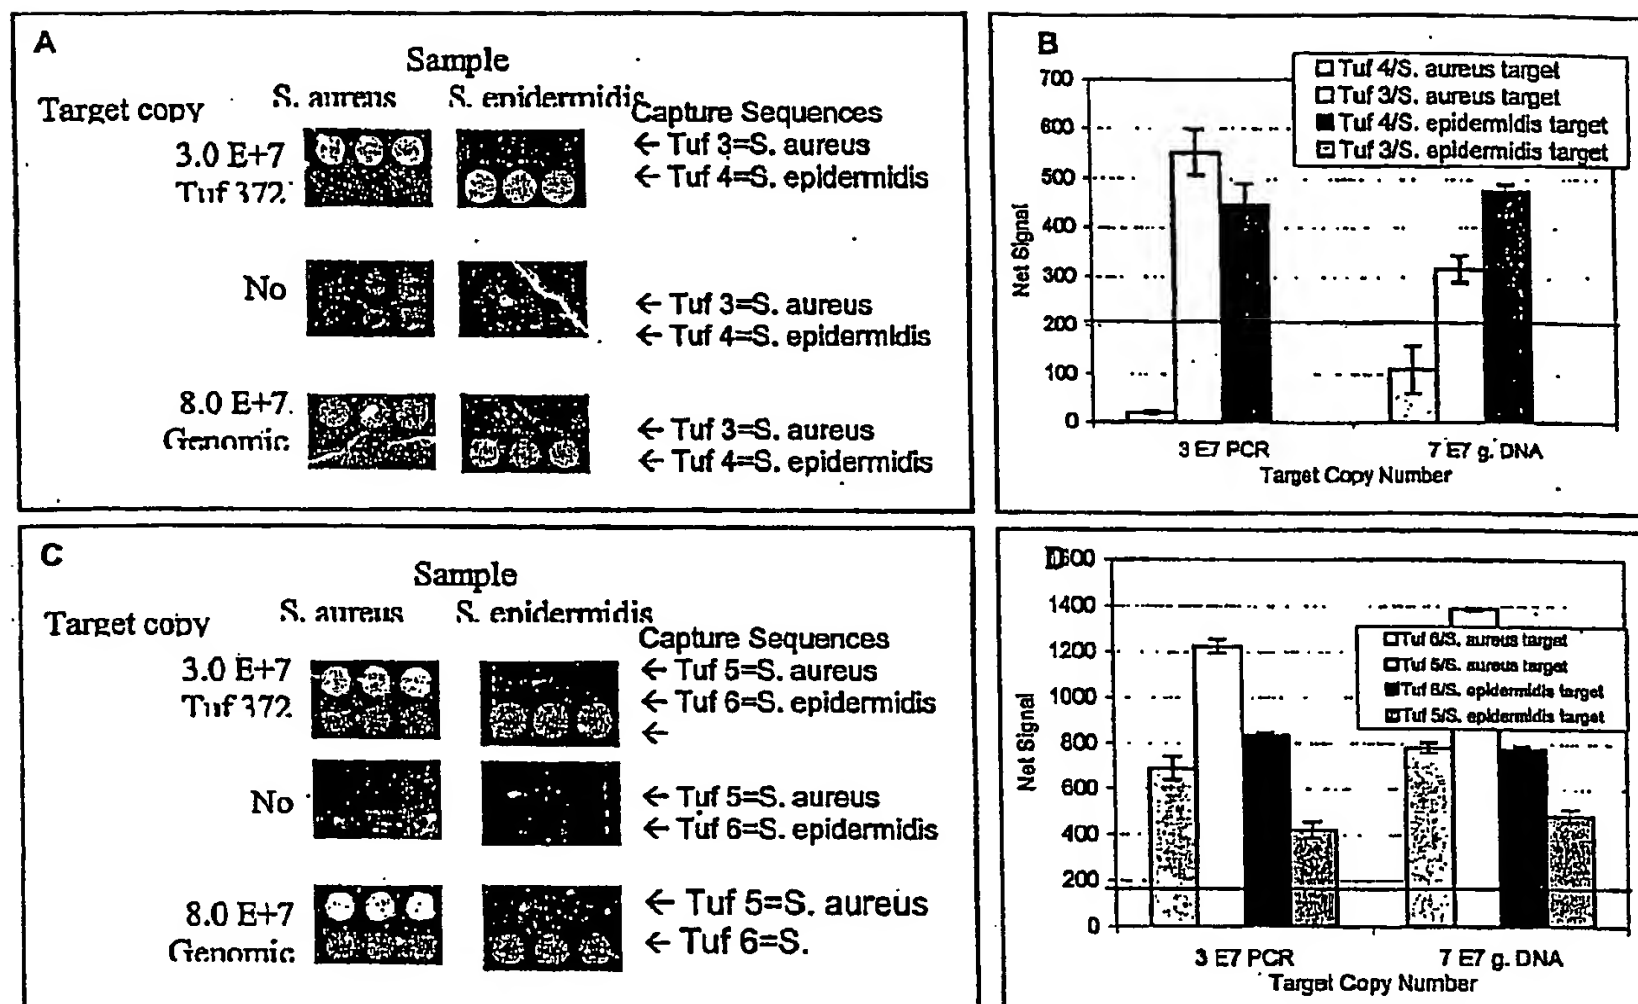 A
Sample
Target copy
S. aureus
S. enidermidis
Capture Sequences
3.0 E+7
Tuf 372
← Tuf 3=S. aureus
← Tuf 4=S. epidermidis
No
← Tuf 3=S. aureus
← Tuf 4=S. epidermidis
8.0 E+7.
Genomic
← Tuf 3=S. aureus
← Tuf 4=S. epidermidis
B
Tuf 4/S. aureus target
Tuf 3/S. aureus target
Tuf 4/S. epidermidis target
Tuf 3/S. epidermidis target
700
600
500
400
300
200
100
0
Net Signal
3 E7 PCR
7 E7 g. DNA
Target Copy Number
C
Sample
Target copy
S. aureus
S. enidermidis
Capture Sequences
3.0 E+7
Tuf 372
← Tuf 5=S. aureus
← Tuf 6=S. epidermidis
←
No
← Tuf 5=S. aureus
← Tuf 6=S. epidermidis
8.0 E+7
Genomic
← Tuf 5=S. aureus
← Tuf 6=S.
D
1600
1400
1200
1000
800
600
400
200
0
Net Signal
Tuf 6/S. aureus target
Tuf 5/S. aureus target
Tuf 6/S. epidermidis target
Tuf 5/S. epidermidis target
3 E7 PCR
7 E7 g. DNA
Target Copy Number